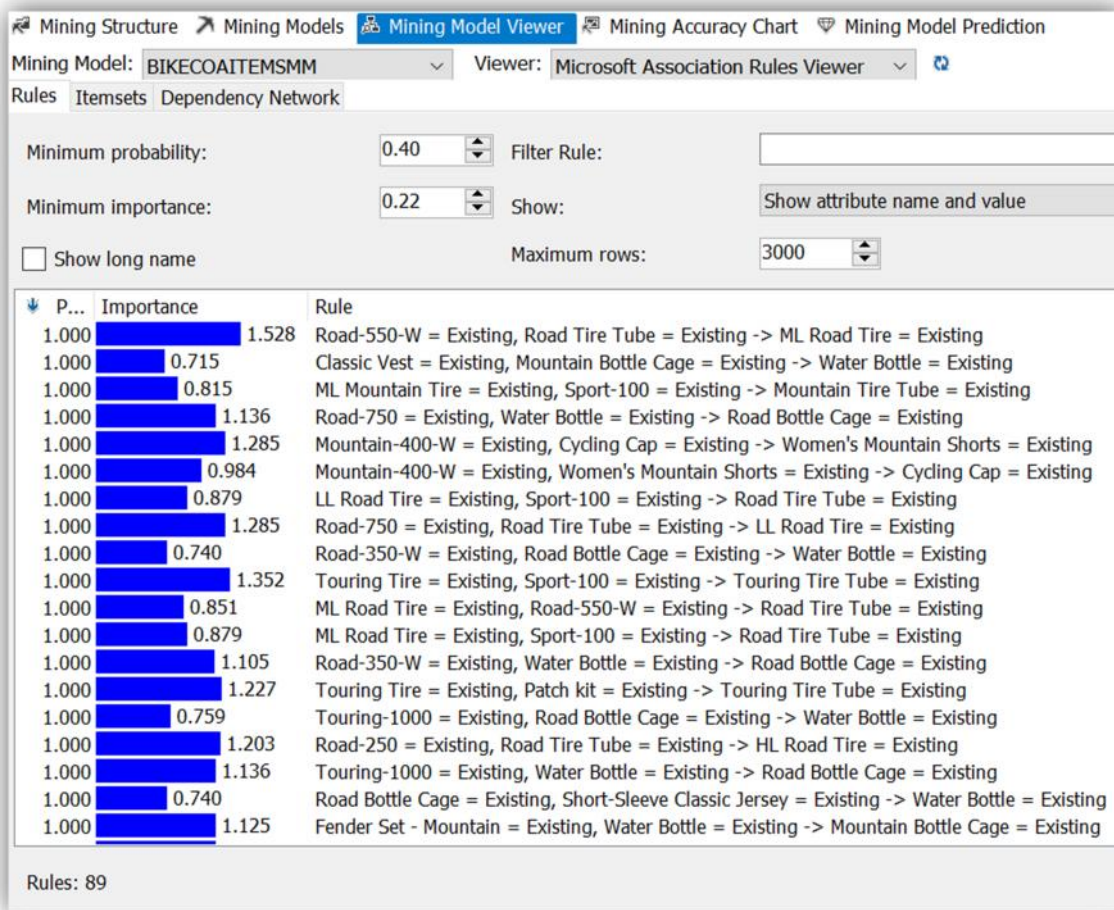 Mining Structure Mining Models Mining Model Viewer Mining Accuracy Chart Mining Model Prediction
Mining Model: BIKECOAITEMSMM Viewer: Microsoft Association Rules Viewer
Rules Itemsets Dependency Network
Minimum probability: 0.40 Filter Rule:
Minimum importance: 0.22 Show: Show attribute name and value
Show long name Maximum rows: 3000
P... Importance Rule
1.000 1.528 Road-550-W = Existing, Road Tire Tube = Existing -> ML Road Tire = Existing
1.000 0.715 Classic Vest = Existing, Mountain Bottle Cage = Existing -> Water Bottle = Existing
1.000 0.815 ML Mountain Tire = Existing, Sport-100 = Existing -> Mountain Tire Tube = Existing
1.000 1.136 Road-750 = Existing, Water Bottle = Existing -> Road Bottle Cage = Existing
1.000 1.285 Mountain-400-W = Existing, Cycling Cap = Existing -> Women's Mountain Shorts = Existing
1.000 0.984 Mountain-400-W = Existing, Women's Mountain Shorts = Existing -> Cycling Cap = Existing
1.000 0.879 LL Road Tire = Existing, Sport-100 = Existing -> Road Tire Tube = Existing
1.000 1.285 Road-750 = Existing, Road Tire Tube = Existing -> LL Road Tire = Existing
1.000 0.740 Road-350-W = Existing, Road Bottle Cage = Existing -> Water Bottle = Existing
1.000 1.352 Touring Tire = Existing, Sport-100 = Existing -> Touring Tire Tube = Existing
1.000 0.851 ML Road Tire = Existing, Road-550-W = Existing -> Road Tire Tube = Existing
1.000 0.879 ML Road Tire = Existing, Sport-100 = Existing -> Road Tire Tube = Existing
1.000 1.105 Road-350-W = Existing, Water Bottle = Existing -> Road Bottle Cage = Existing
1.000 1.227 Touring Tire = Existing, Patch kit = Existing -> Touring Tire Tube = Existing
1.000 0.759 Touring-1000 = Existing, Road Bottle Cage = Existing -> Water Bottle = Existing
1.000 1.203 Road-250 = Existing, Road Tire Tube = Existing -> HL Road Tire = Existing
1.000 1.136 Touring-1000 = Existing, Water Bottle = Existing -> Road Bottle Cage = Existing
1.000 0.740 Road Bottle Cage = Existing, Short-Sleeve Classic Jersey = Existing -> Water Bottle = Existing
1.000 1.125 Fender Set - Mountain = Existing, Water Bottle = Existing -> Mountain Bottle Cage = Existing
Rules: 89